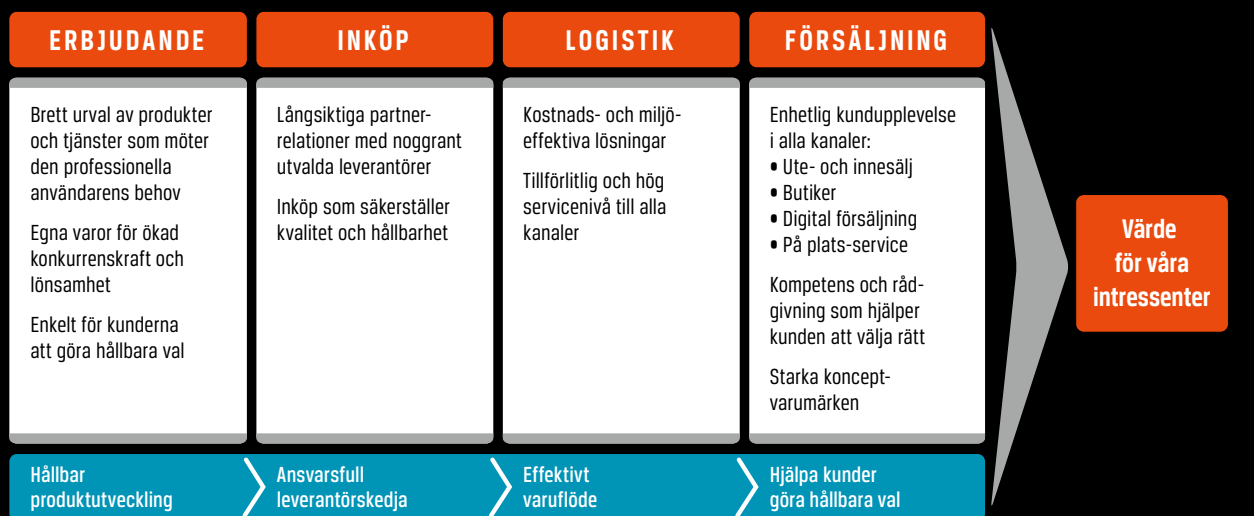 ERBJUDANDE
Brett urval av produkter
och tjänster som möter
den professionella
användarens behov
Egna varor för ökad
konkurrenskraft och
lönsamhet
Enkelt för kunderna
att göra hållbara val
Hållbar
produktutveckling
INKÖP
Långsiktiga partner-
relationer med noggrant
utvalda leverantörer
Inköp som säkerställer
kvalitet och hållbarhet
Ansvarsfull
leverantörskedja
LOGISTIK
Kostnads- och miljö-
effektiva lösningar
Tillförlitlig och hög
servicenivå till alla
kanaler
Effektivt
varuflöde
FÖRSÄLJNING
Enhetlig kundupplevelse
i alla kanaler:
• Ute- och innesälj
• Butiker
• Digital försäljning
• På plats-service
Kompetens och råd-
givning som hjälper
kunden att välja rätt
Starka koncept-
varumärken
Hjälpa kunder
göra hållbara val
Värde
för våra
intressenter